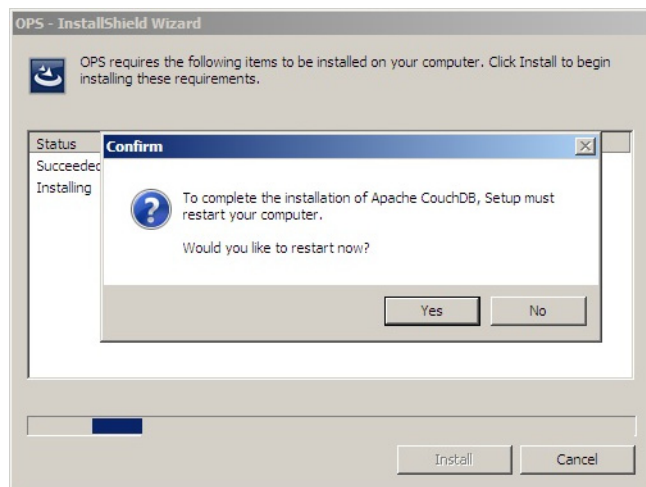 OPS - InstallShield Wizard
OPS requires the following items to be installed on your computer. Click Install to begin
installing these requirements.
Status
Succeeded
Installing
Confirm
To complete the installation of Apache CouchDB, Setup must
restart your computer.
Would you like to restart now?
Yes No
Install Cancel